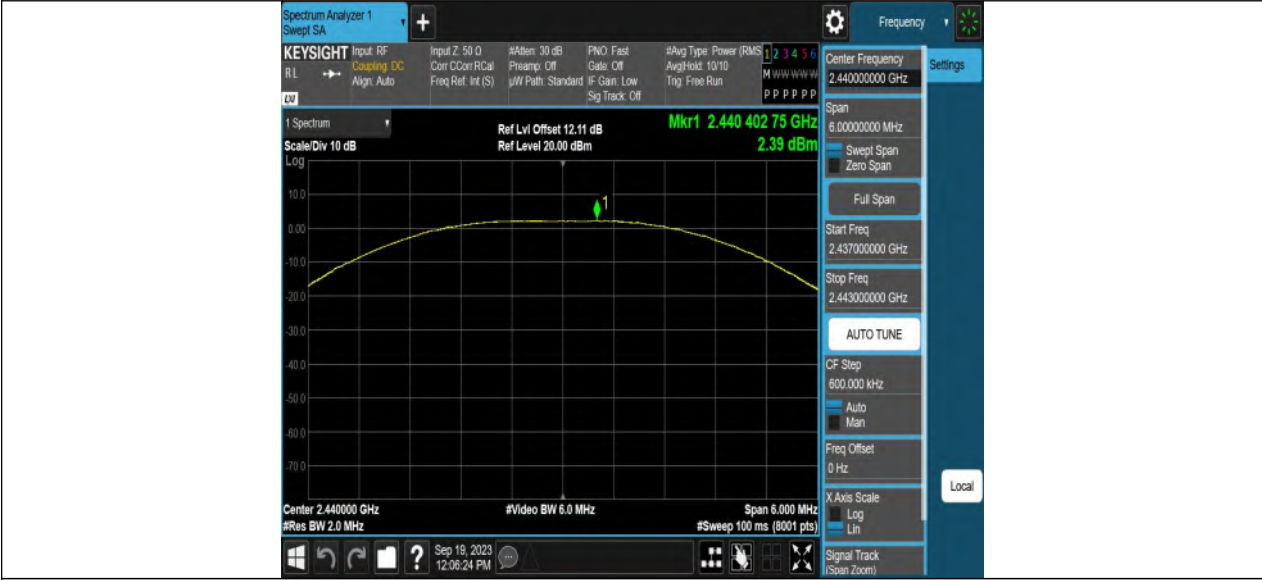 Spectrum Analyzer 1
Swept SA
+
Frequency
KEYSIGHT
RL
LXI
Input: RF
Coupling: DC
Align: Auto
Input Z: 50 Ω
Corr CCorr RCal
Freq Ref: Int (S)
#Atten: 30 dB
Preamp: Off
µW Path: Standard
PNO: Fast
Gate: Off
IF Gain: Low
Sig Track: Off
#Avg Type: Power (RMS
Avg|Hold: 10/10
Trig: Free Run
1 2 3 4 5 6
M W W W W W
P P P P P P
1 Spectrum
Scale/Div 10 dB
Log
Ref Lvl Offset 12.11 dB
Ref Level 20.00 dBm
Mkr1 2.440 402 75 GHz
2.39 dBm
1
10.0
0.00
-10.0
-20.0
-30.0
-40.0
-50.0
-60.0
-70.0
Center 2.440000 GHz
#Res BW 2.0 MHz
#Video BW 6.0 MHz
Span 6.000 MHz
#Sweep 100 ms (8001 pts)
?
Sep 19, 2023
12:06:24 PM
Center Frequency
2.440000000 GHz
Settings
Span
6.00000000 MHz
Swept Span
Zero Span
Full Span
Start Freq
2.437000000 GHz
Stop Freq
2.443000000 GHz
AUTO TUNE
CF Step
600.000 kHz
Auto
Man
Freq Offset
0 Hz
X Axis Scale
Log
Lin
Local
Signal Track
(Span Zoom)